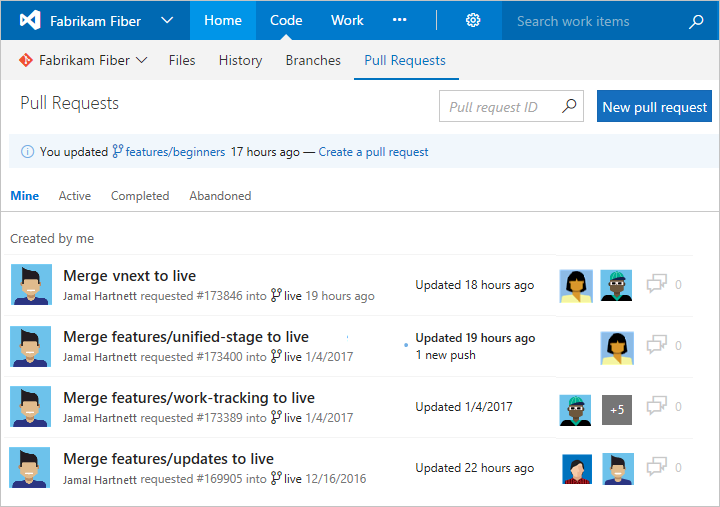 Fabrikam Fiber Home Code Work ••• Search work items
Fabrikam Fiber Files History Branches Pull Requests
Pull Requests Pull request ID New pull request
You updated features/beginners 17 hours ago — Create a pull request
Mine Active Completed Abandoned
Created by me
Merge vnext to live
Jamal Hartnett requested #173846 into live 19 hours ago
Updated 18 hours ago
0
Merge features/unified-stage to live
Jamal Hartnett requested #173400 into live 1/4/2017
Updated 19 hours ago
1 new push
0
Merge features/work-tracking to live
Jamal Hartnett requested #173389 into live 1/4/2017
Updated 1/4/2017
+5
0
Merge features/updates to live
Jamal Hartnett requested #169905 into live 12/16/2016
Updated 22 hours ago
0